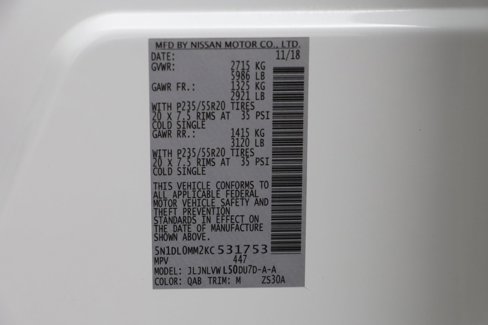 MFD BY NISSAN MOTOR CO., LTD.
DATE: 11/18
GVWR: 2715 KG
5986 LB
GAWR FR.: 1325 KG
2921 LB
WITH P235/55R20 TIRES
20 X 7.5 RIMS AT 35 PSI
COLD SINGLE
GAWR RR.: 1415 KG
3120 LB
WITH P235/55R20 TIRES
20 X 7.5 RIMS AT 35 PSI
COLD SINGLE
THIS VEHICLE CONFORMS TO
ALL APPLICABLE FEDERAL
MOTOR VEHICLE SAFETY AND
THEFT PREVENTION
STANDARDS IN EFFECT ON
THE DATE OF MANUFACTURE
SHOWN ABOVE.
5N1DL0MM2KC531753
MPV 447
MODEL: JLJNLVWL50DU7D-A-A
COLOR: QAB TRIM: M ZS30A